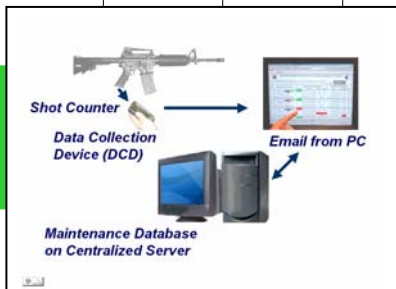 Shot Counter
Data Collection
Device (DCD)
Email from PC
Maintenance Database
on Centralized Server